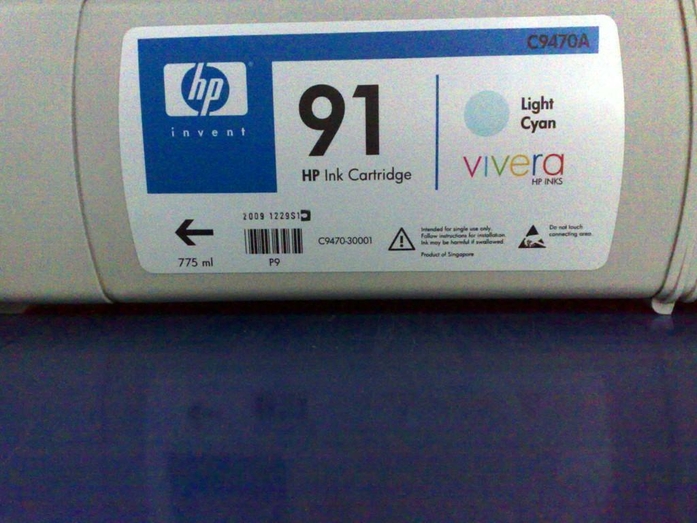 C9470A
hp
invent
91
HP Ink Cartridge
Light
Cyan
vivera
HP INKS
2009 1229S1
775 ml
P9
C9470-30001
Intended for single use only.
Follow instructions for installation.
Ink may be harmful if swallowed.
Product of Singapore
Do not touch
connecting area.